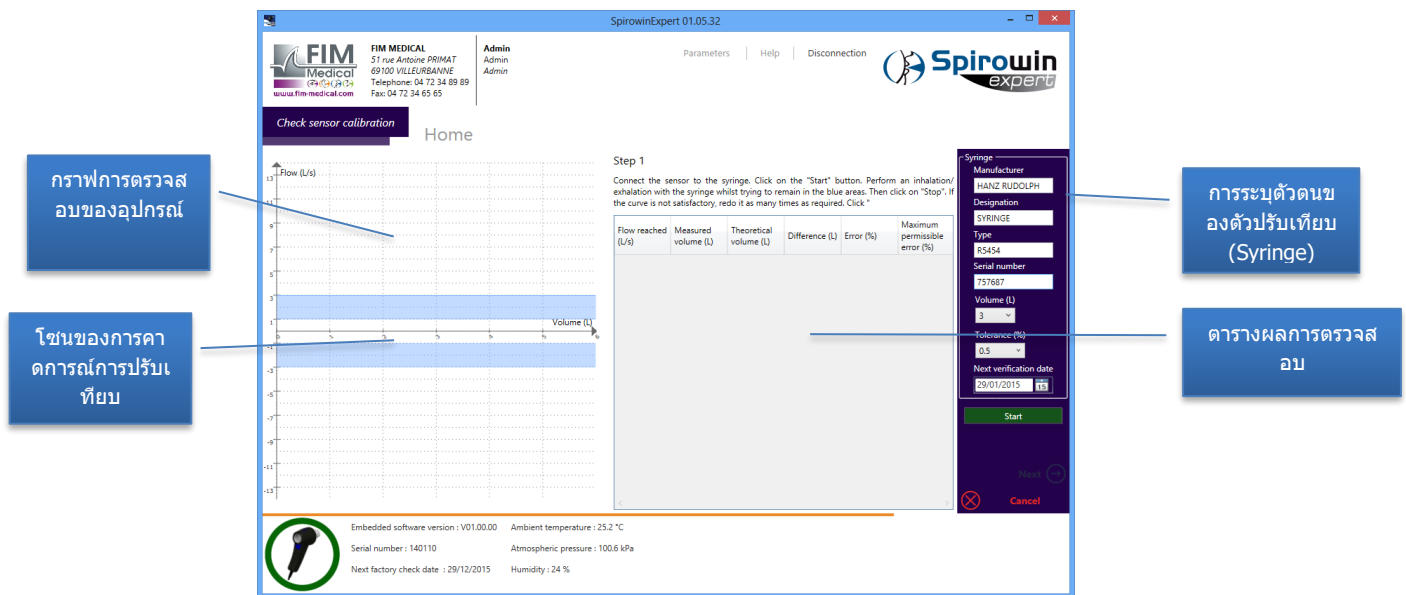 SpirowinExpert 01.05.32
FIM
Medical
www.fim-medical.com
FIM MEDICAL
51 rue Antoine PRIMAT
69100 VILLEURBANNE
Telephone: 04 72 34 89 89
Fax: 04 72 34 65 65
Admin
Admin
Admin
Parameters
Help
Disconnection
Spirowin
expert
Check sensor calibration
Home
กราฟการตรวจส
อบของอุปกรณ์
โซนของการคา
ดการณ์การปรับเ
ทียบ
Flow (L/s)
13
11
9
7
5
3
1
-1
-3
-5
-7
-9
-11
-13
0
1
2
3
4
5
6
Volume (L)
Step 1
Connect the sensor to the syringe. Click on the "Start" button. Perform an inhalation/
exhalation with the syringe whilst trying to remain in the blue areas. Then click on "Stop". If
the curve is not satisfactory, redo it as many times as required. Click "
Flow reached
(L/s)
Measured
volume (L)
Theoretical
volume (L)
Difference (L)
Error (%)
Maximum
permissible
error (%)
Syringe
Manufacturer
HANZ RUDOLPH
Designation
SYRINGE
Type
R5454
Serial number
757687
Volume (L)
3
Tolerance (%)
0.5
Next verification date
29/01/2015
15
Start
Next
Cancel
การระบุตัวตนข
องตัวปรับเทียบ
(Syringe)
ตารางผลการตรวจส
อบ
Embedded software version : V01.00.00
Serial number : 140110
Next factory check date : 29/12/2015
Ambient temperature : 25.2 °C
Atmospheric pressure : 100.6 kPa
Humidity : 24 %